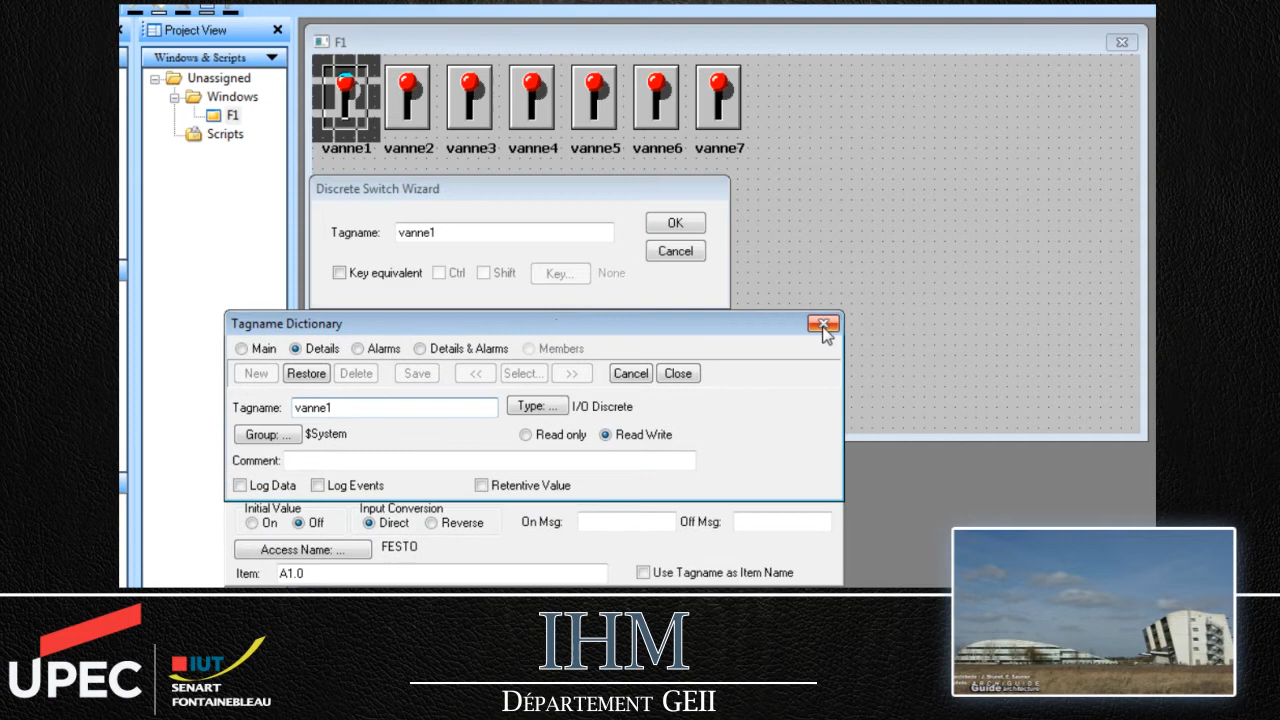 Project View
F1
Windows & Scripts
Unassigned
Windows
F1
Scripts
vanne1 vanne2 vanne3 vanne4 vanne5 vanne6 vanne7
Discrete Switch Wizard
Tagname: vanne1 OK
Cancel
Key equivalent Ctrl Shift Key... None
Tagname Dictionary
Main Details Alarms Details & Alarms Members
New Restore Delete Save << Select... >> Cancel Close
Tagname: vanne1 Type: ... I/O Discrete
Group: ... $System Read only Read Write
Comment:
Log Data Log Events Retentive Value
Initial Value Input Conversion
On Off Direct Reverse On Msg: Off Msg:
Access Name: ... FESTO
Item: A1.0 Use Tagname as Item Name
UPEC
IUT
SENART
FONTAINEBLEAU
IHM
DÉPARTEMENT GEII
Guide architecture